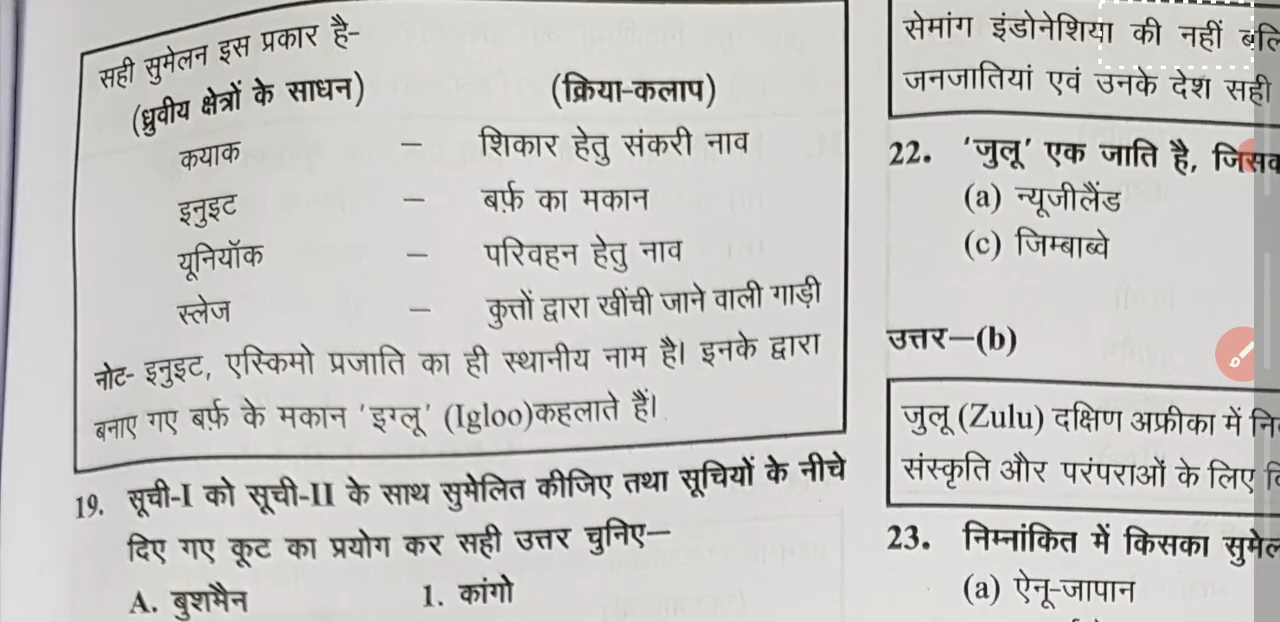 सही सुमेलन इस प्रकार है-
(ध्रुवीय क्षेत्रों के साधन) (क्रिया-कलाप)
कयाक – शिकार हेतु संकरी नाव
इनुइट – बर्फ़ का मकान
यूनियॉक – परिवहन हेतु नाव
स्लेज – कुत्तों द्वारा खींची जाने वाली गाड़ी
नोट- इनुइट, एस्किमो प्रजाति का ही स्थानीय नाम है। इनके द्वारा
बनाए गए बर्फ़ के मकान 'इग्लू' (Igloo)कहलाते हैं।
19. सूची-I को सूची-II के साथ सुमेलित कीजिए तथा सूचियों के नीचे
दिए गए कूट का प्रयोग कर सही उत्तर चुनिए—
A. बुशमैन 1. कांगो
सेमांग इंडोनेशिया की नहीं
जनजातियां एवं उनके देश सही
22. 'जुलू' एक जाति है,
(a) न्यूजीलैंड
(c) जिम्बाब्वे
उत्तर—(b)
जुलू (Zulu) दक्षिण अफ्रीका में
संस्कृति और परंपराओं के लिए
23. निम्नांकित में किसका
(a) ऐनू-जापान